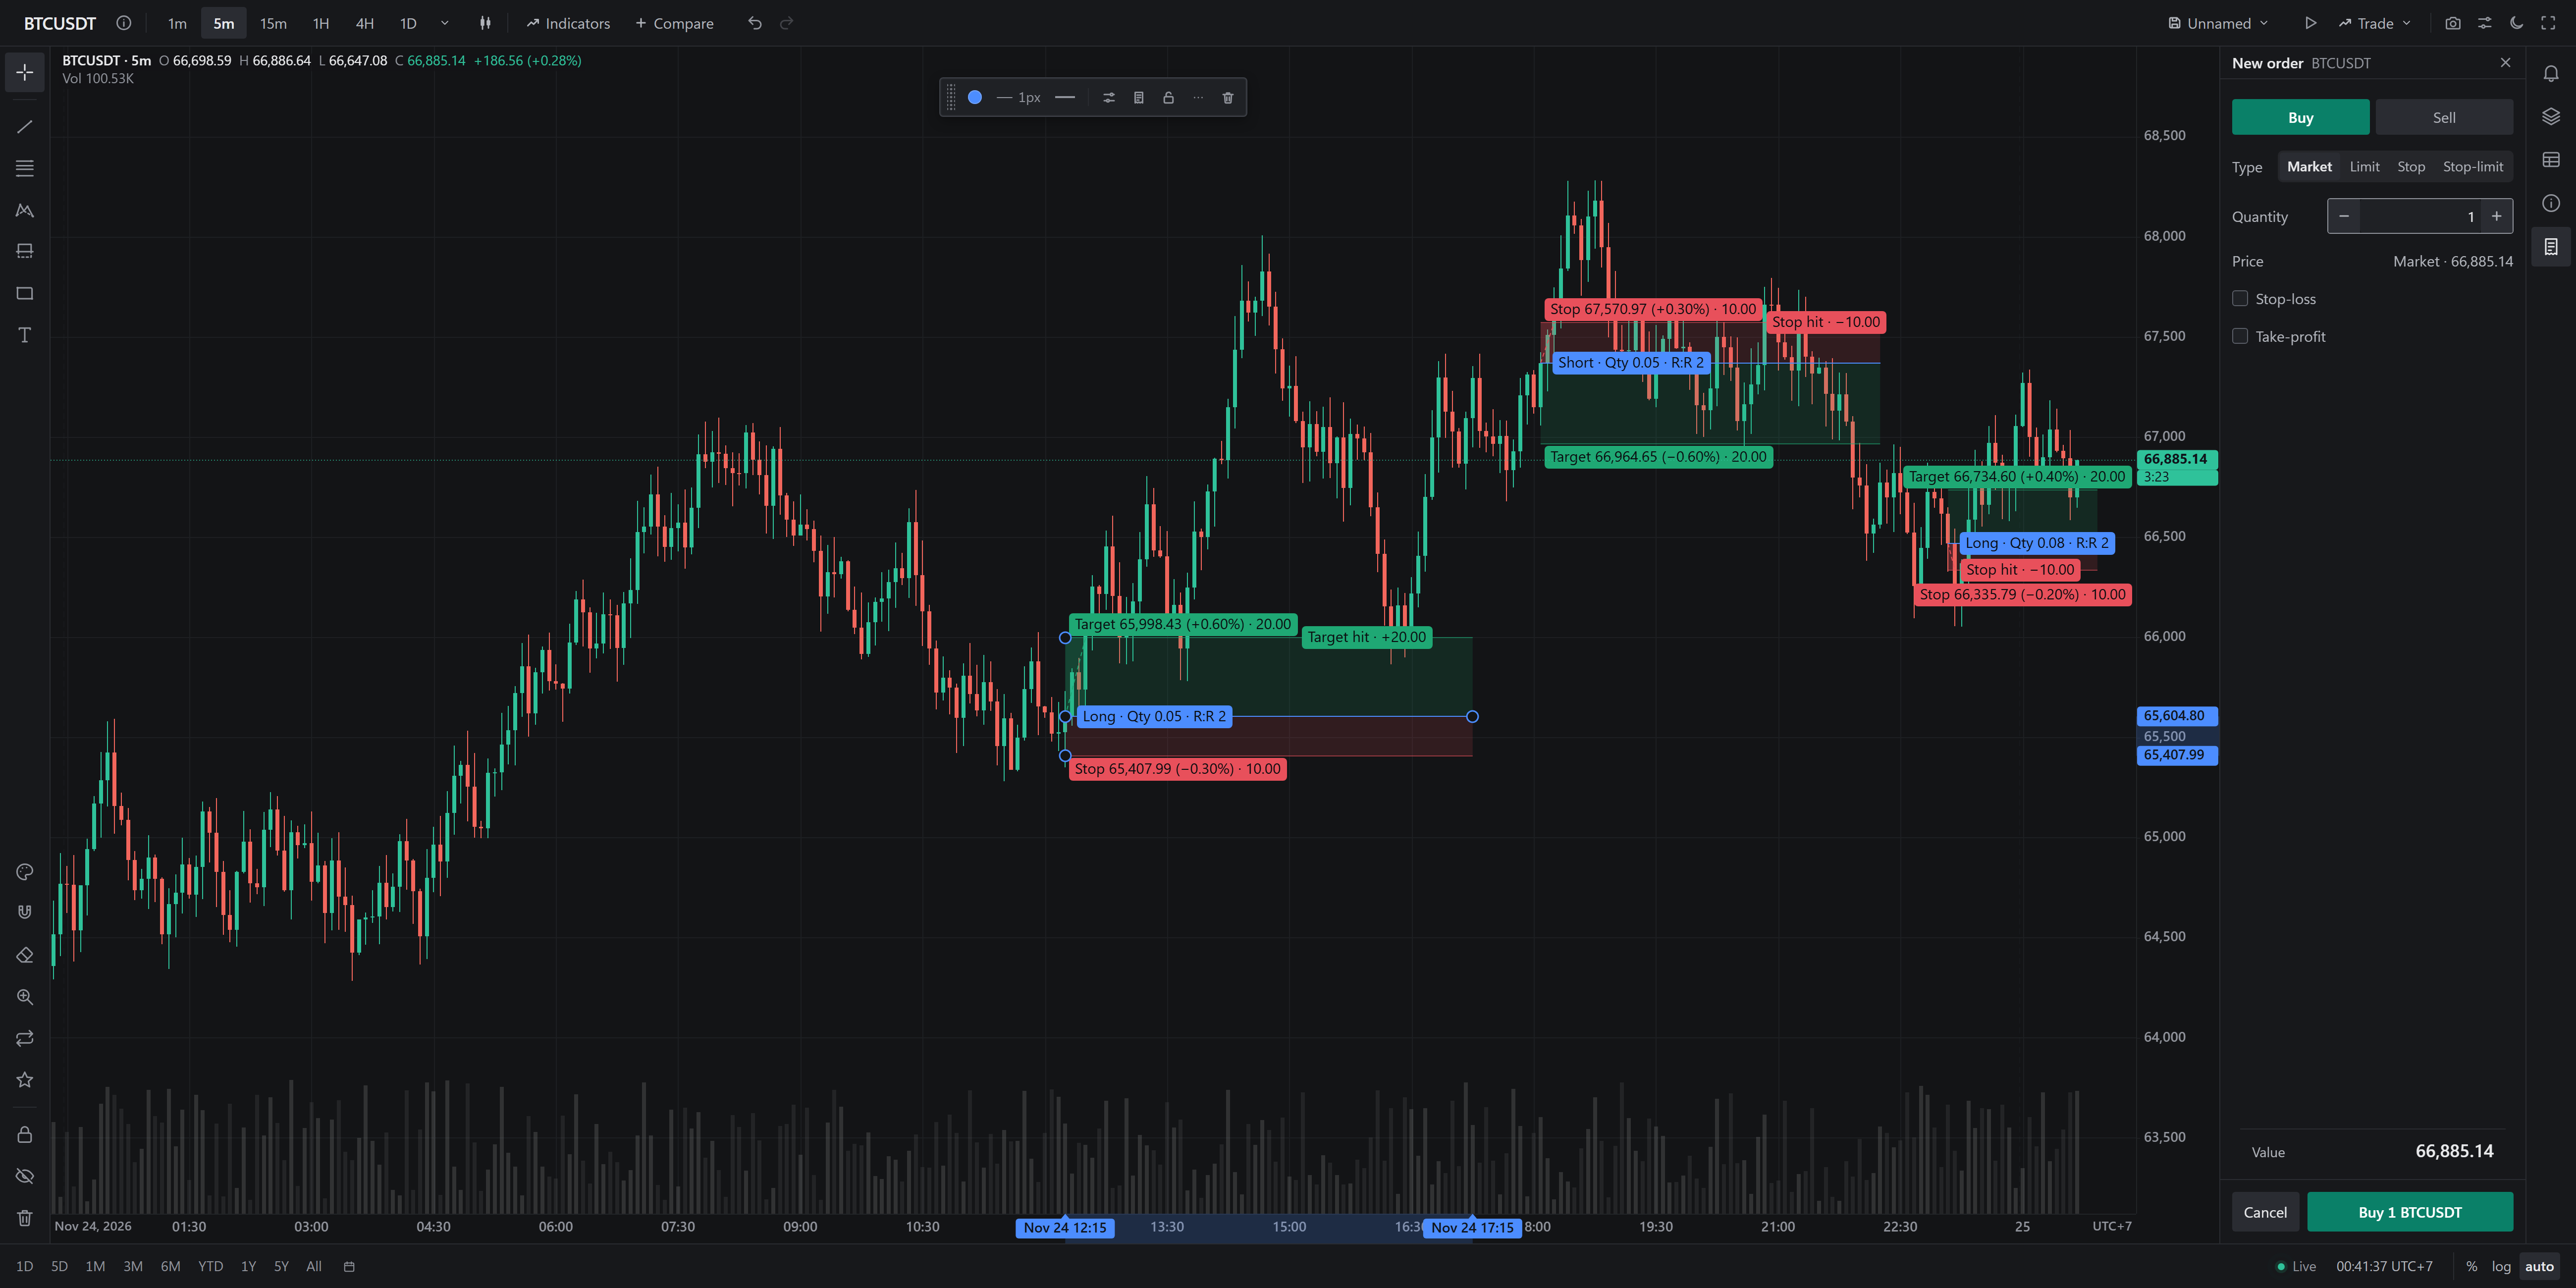 BTCUSDT 1m 5m 15m 1H 4H 1D Indicators Compare Unnamed Trade
BTCUSDT · 5m O 66,698.59 H 66,886.64 L 66,647.08 C 66,885.14 +186.56 (+0.28%)
Vol 100.53K
1px
68,500
68,000
67,500
67,000
66,885.14
3:23
66,500
66,000
65,604.80
65,500
65,407.99
65,000
64,500
64,000
63,500
Stop 67,570.97 (+0.30%) · 10.00
Stop hit · −10.00
Short · Qty 0.05 · R:R 2
Target 66,964.65 (−0.60%) · 20.00
Target 66,734.60 (+0.40%) · 20.00
Long · Qty 0.08 · R:R 2
Stop hit · −10.00
Stop 66,335.79 (−0.20%) · 10.00
Target 65,998.43 (+0.60%) · 20.00
Target hit · +20.00
Long · Qty 0.05 · R:R 2
Stop 65,407.99 (−0.30%) · 10.00
Nov 24, 2026 01:30 03:00 04:30 06:00 07:30 09:00 10:30 Nov 24 12:15 13:30 15:00 16:3 Nov 24 17:15 8:00 19:30 21:00 22:30 25 UTC+7
1D 5D 1M 3M 6M YTD 1Y 5Y All
Live 00:41:37 UTC+7 % log auto
New order BTCUSDT
Buy Sell
Type Market Limit Stop Stop-limit
Quantity 1
Price Market · 66,885.14
Stop-loss
Take-profit
Value 66,885.14
Cancel Buy 1 BTCUSDT